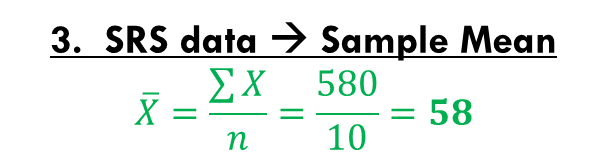 3. SRS data → Sample Mean
X̄ = ∑ X / n = 580 / 10 = 58